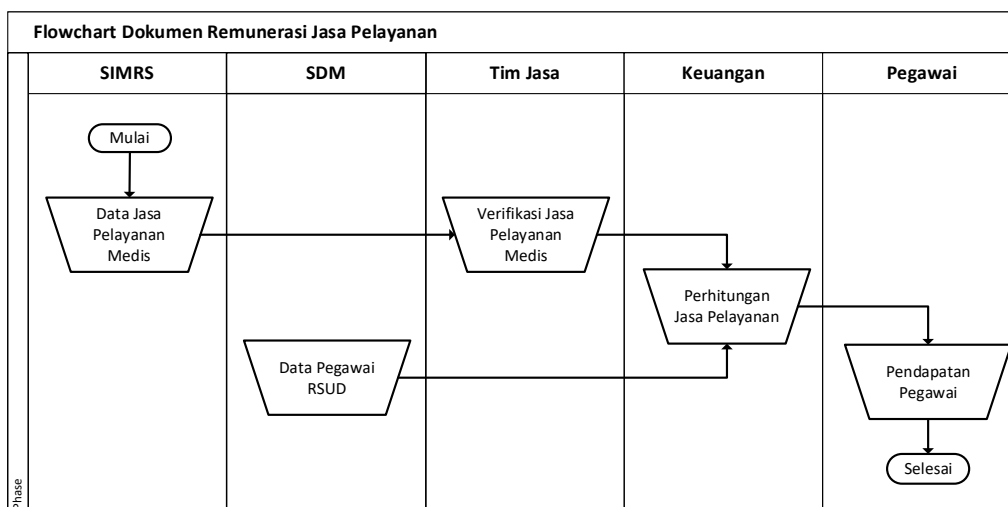 Flowchart Dokumen Remunerasi Jasa Pelayanan
SIMRS
SDM
Tim Jasa
Keuangan
Pegawai
Mulai
Data Jasa
Pelayanan
Medis
Verifikasi Jasa
Pelayanan
Medis
Perhitungan
Jasa Pelayanan
Data Pegawai
RSUD
Pendapatan
Pegawai
Selesai
Phase